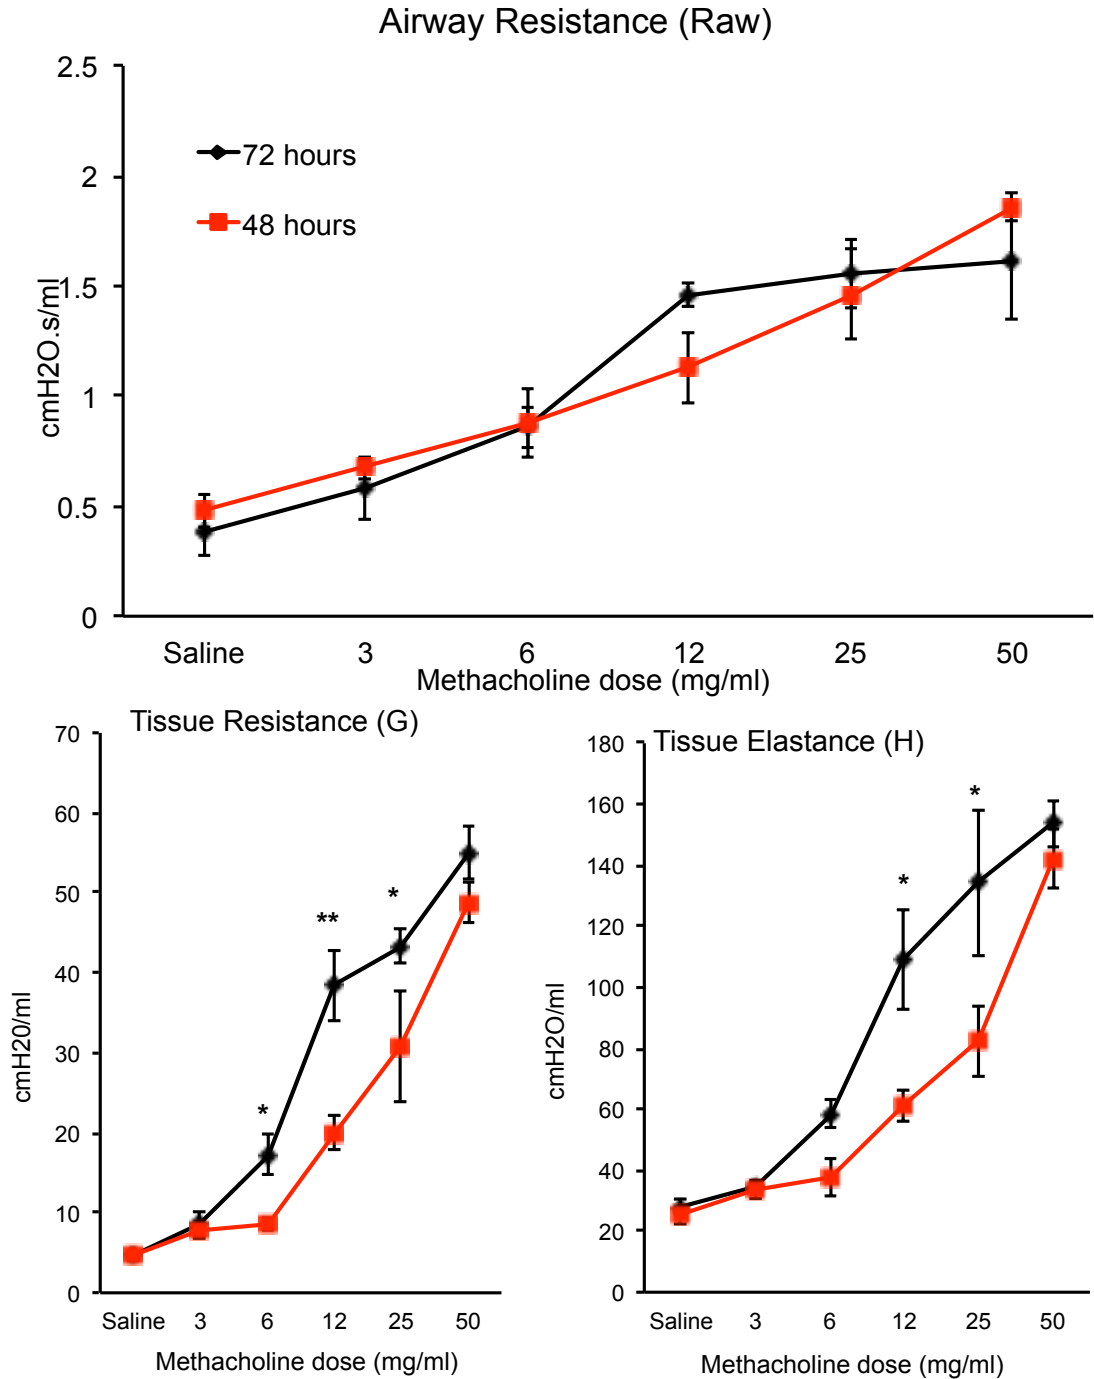 Airway Resistance (Raw)
2.5
2
1.5
1
0.5
0
cmH2O.s/ml
72 hours
48 hours
Saline 3 6 12 25 50
Methacholine dose (mg/ml)
Tissue Resistance (G)
70
60
50
40
30
20
10
0
cmH20/ml
*
**
*
Saline 3 6 12 25 50
Methacholine dose (mg/ml)
Tissue Elastance (H)
180
160
140
120
100
80
60
40
20
0
cmH2O/ml
*
*
Saline 3 6 12 25 50
Methacholine dose (mg/ml)